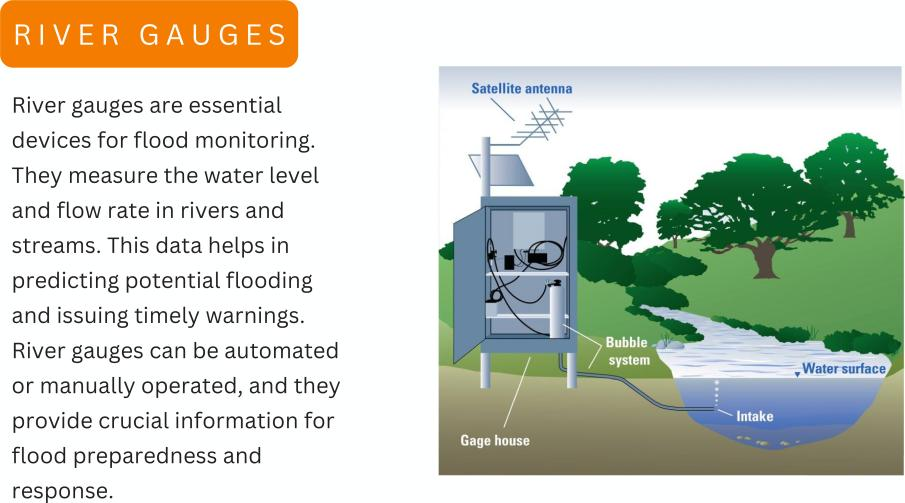 RIVER GAUGES
River gauges are essential
devices for flood monitoring.
They measure the water level
and flow rate in rivers and
streams. This data helps in
predicting potential flooding
and issuing timely warnings.
River gauges can be automated
or manually operated, and they
provide crucial information for
flood preparedness and
response.
Satellite antenna
Bubble
system
Water surface
Intake
Gage house